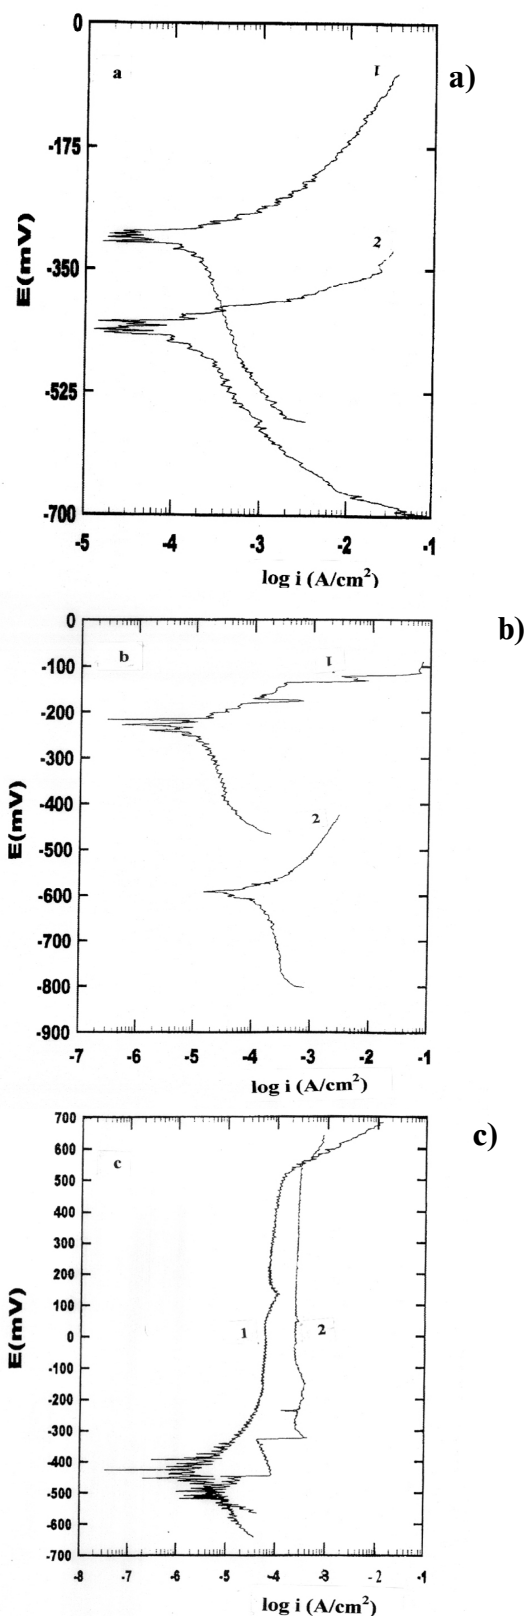 0
a
1
a)
-175
E(mV)
2
-350
-525
-700
-5 -4 -3 -2 -1
log i (A/cm²)
0
b)
b
1
-100
-200
-300
E(mV)
-400
2
-500
-600
-700
-800
-900
-7 -6 -5 -4 -3 -2 -1
log i (A/cm²)
700
c)
600
c
500
400
300
200
E(mV)
100
1 2
0
-100
-200
-300
-400
-500
-600
-700
-8 -7 -6 -5 -4 -3 -2 -1
log i (A/cm²)